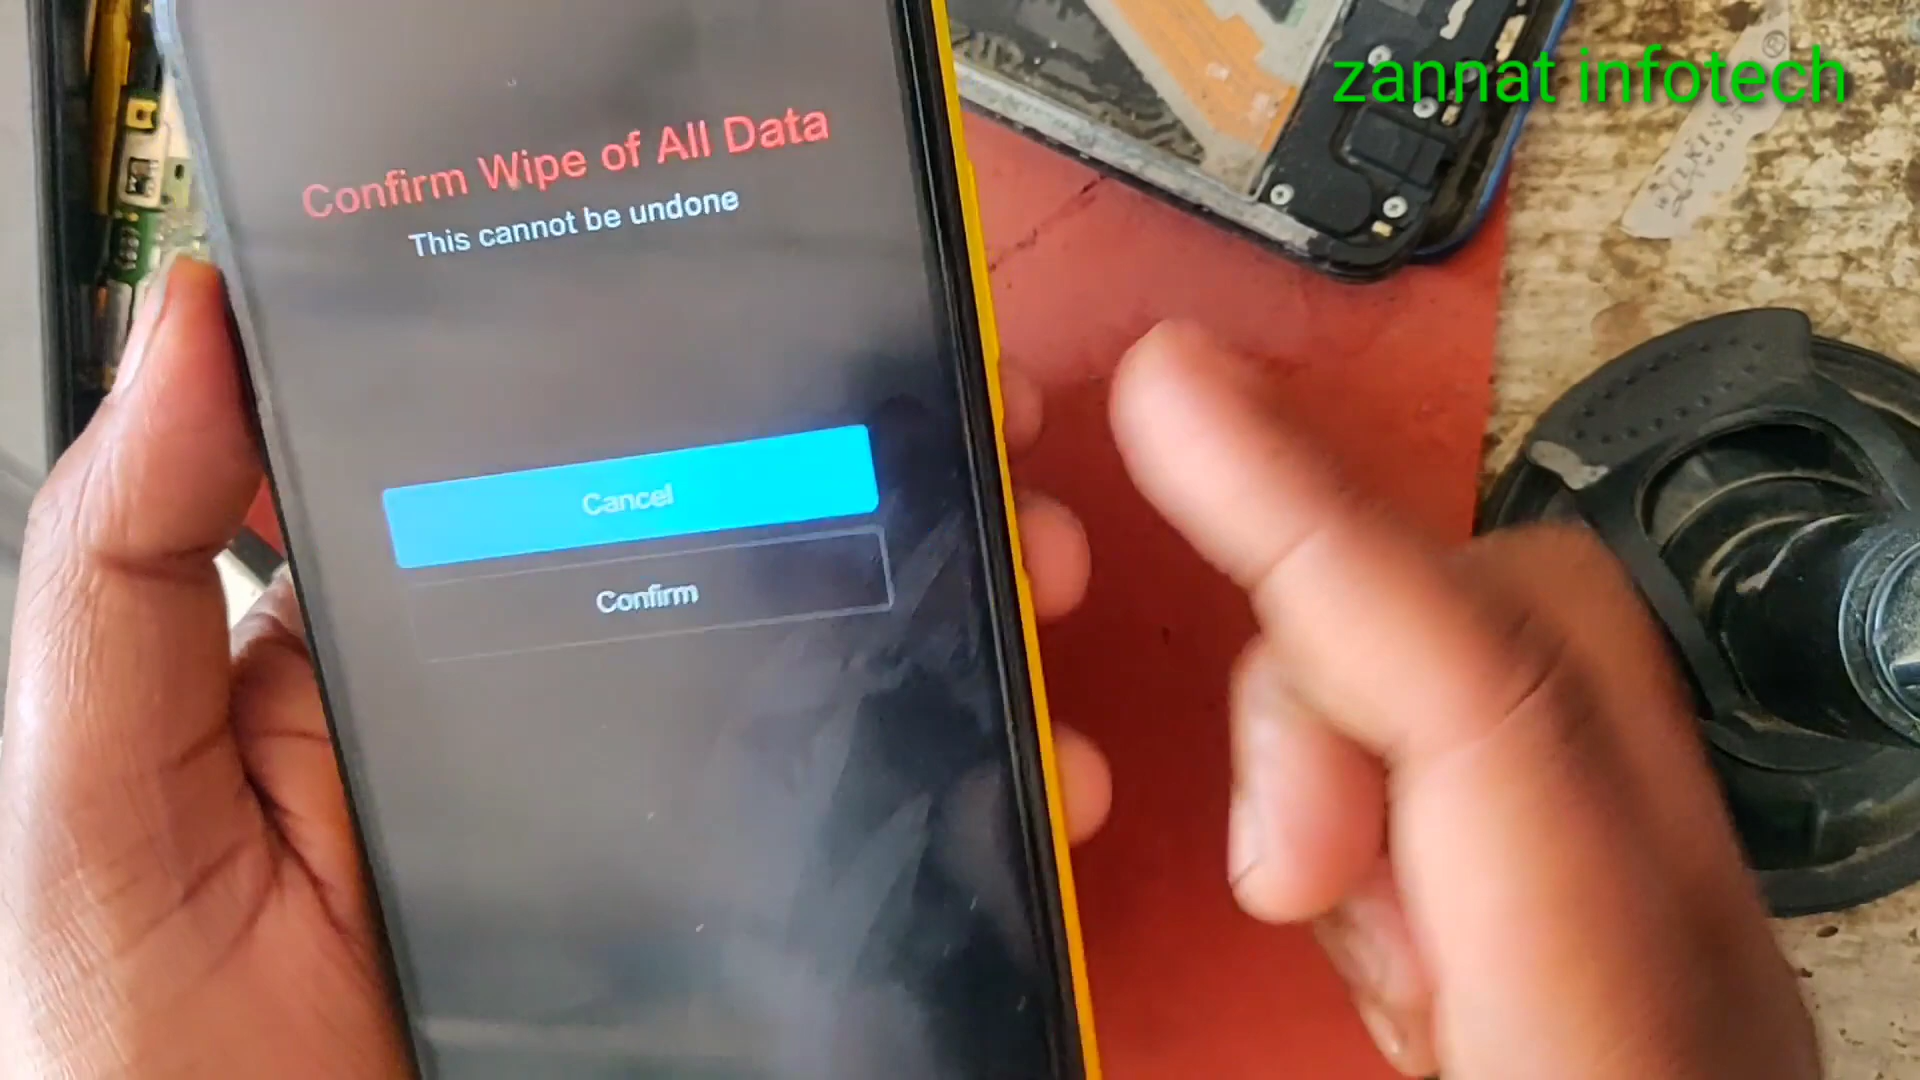 zannat infotech
Confirm Wipe of All Data
This cannot be undone
Cancel
Confirm